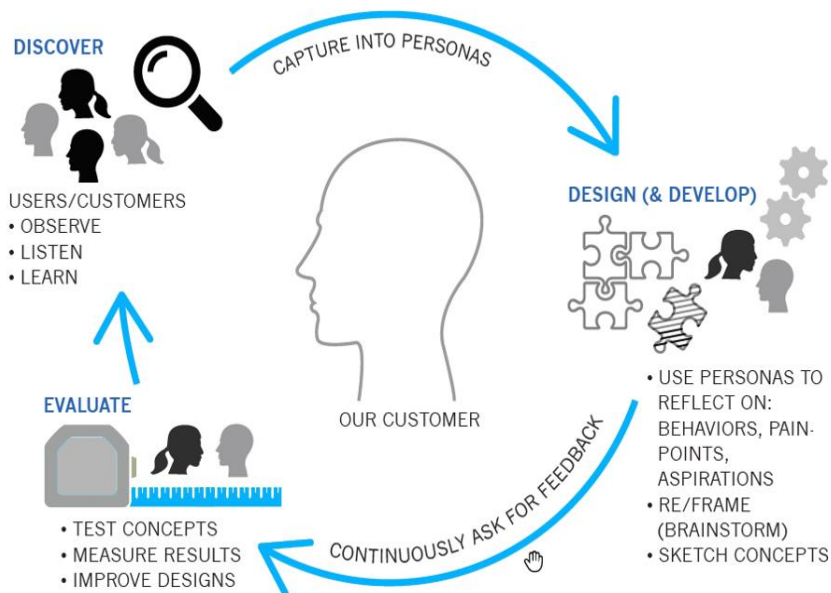 DISCOVER
CAPTURE INTO PERSONAS
USERS/CUSTOMERS
• OBSERVE
• LISTEN
• LEARN
DESIGN (& DEVELOP)
• USE PERSONAS TO
REFLECT ON:
BEHAVIORS, PAIN-
POINTS,
ASPIRATIONS
• RE/FRAME
(BRAINSTORM)
• SKETCH CONCEPTS
OUR CUSTOMER
CONTINUOUSLY ASK FOR FEEDBACK
EVALUATE
• TEST CONCEPTS
• MEASURE RESULTS
• IMPROVE DESIGNS